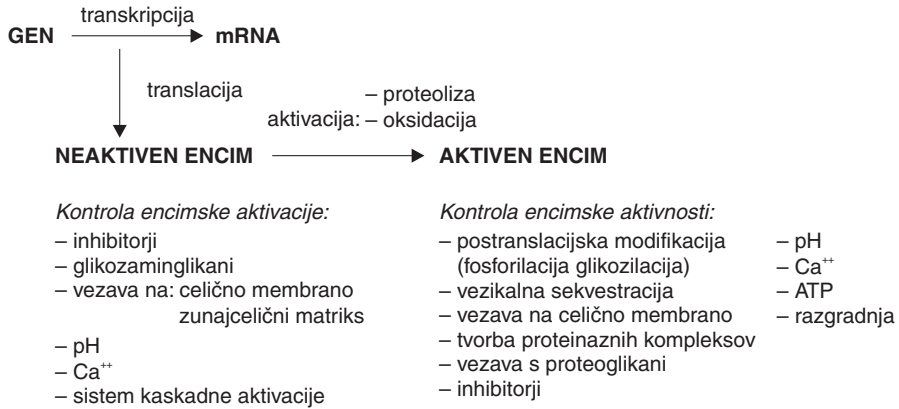 transkripcija
GEN mRNA
translacija
– proteoliza
aktivacija: – oksidacija
NEAKTIVEN ENCIM AKTIVEN ENCIM
Kontrola encimske aktivacije:
– inhibitorji
– glikozaminglikani
– vezava na: celično membrano
zunajcelični matriks
– pH
– Ca⁺⁺
– sistem kaskadne aktivacije
Kontrola encimske aktivnosti:
– postranslacijska modifikacija
(fosforilacija glikozilacija)
– vezikalna sekvestracija
– vezava na celično membrano
– tvorba proteinaznih kompleksov
– vezava s proteoglikani
– inhibitorji
– pH
– Ca⁺⁺
– ATP
– razgradnja